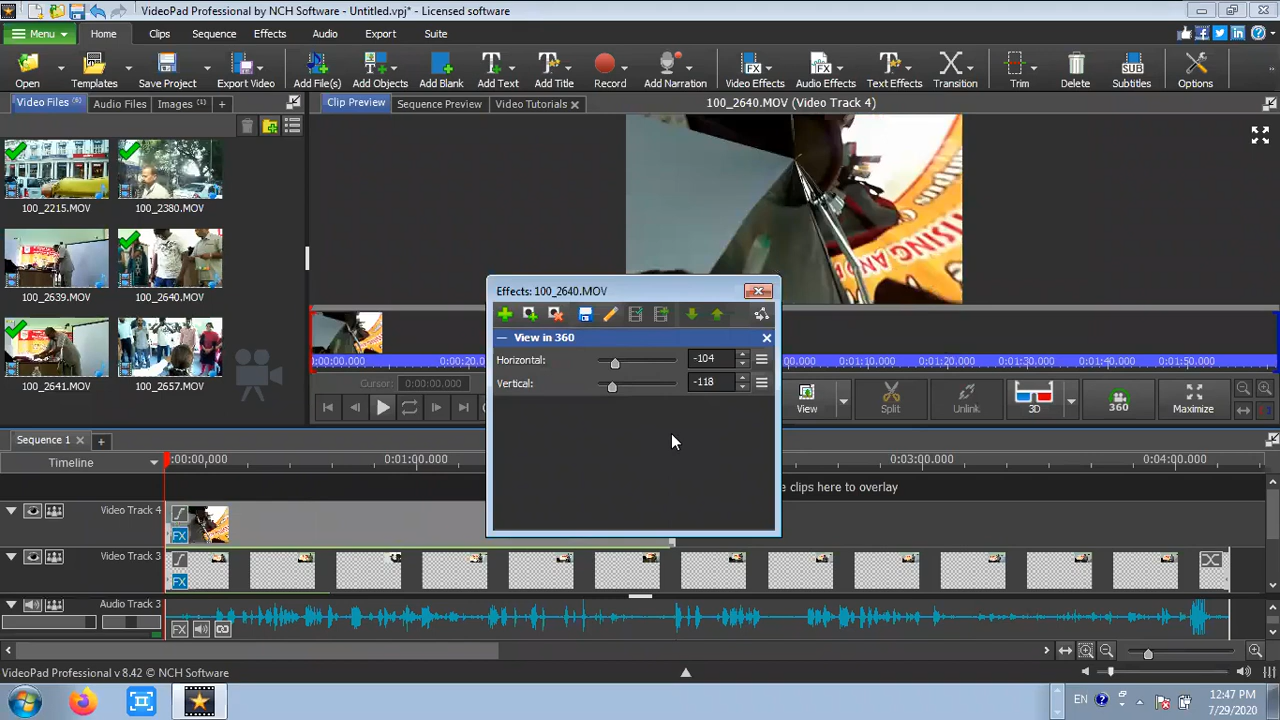 VideoPad Professional by NCH Software - Untitled.vpj* - Licensed software
Menu Home Clips Sequence Effects Audio Export Suite
Open Templates Save Project Export Video Add File(s) Add Objects Add Blank Add Text Add Title Record Add Narration Video Effects Audio Effects Text Effects Transition Trim Delete Subtitles Options
Video Files (8) Audio Files Images (1) + Clip Preview Sequence Preview Video Tutorials 100_2640.MOV (Video Track 4)
100_2215.MOV 100_2380.MOV
100_2639.MOV 100_2640.MOV
100_2641.MOV 100_2657.MOV
Effects: 100_2640.MOV
View in 360
Horizontal: -104
Vertical: -118
0:00:00.000 0:00:20. 0:01:10.000 0:01:20.000 0:01:30.000 0:01:40.000 0:01:50.000
Cursor: 0:00:00.000
View Split Unlink 3D 360 Maximize
Sequence 1
Timeline :00:00.000 0:01:00.000 0:03:00.000 0:04:00.000
e clips here to overlay
Video Track 4
FX
Video Track 3
FX
Audio Track 3
FX
VideoPad Professional v 8.42 © NCH Software
EN 12:47 PM
7/29/2020